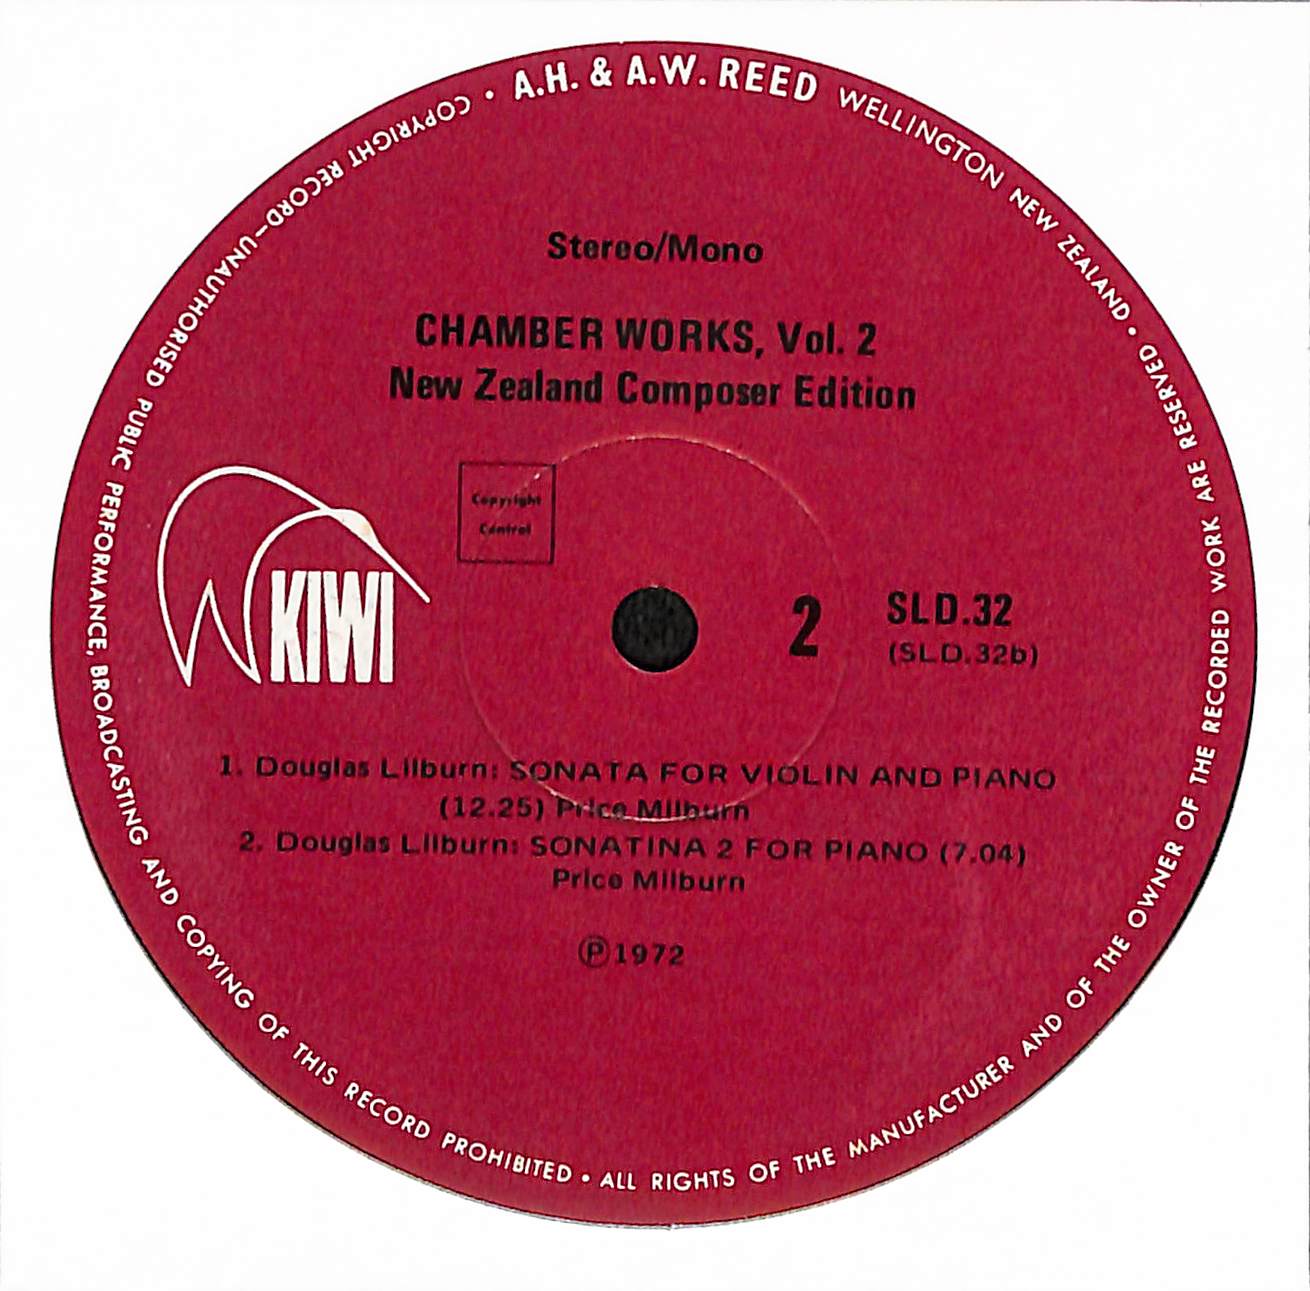 A.H. & A.W. REED WELLINGTON NEW ZEALAND •
COPYRIGHT RECORD—UNAUTHORISED PUBLIC PERFORMANCE, BROADCASTING AND COPYING OF THIS RECORD PROHIBITED • ALL RIGHTS OF THE MANUFACTURER AND OF THE OWNER OF THE RECORDED WORK ARE RESERVED •
Stereo/Mono
CHAMBER WORKS, Vol. 2
New Zealand Composer Edition
Copyright
Control
KIWI
2
SLD.32
(SLD.32b)
1. Douglas Lilburn: SONATA FOR VIOLIN AND PIANO
(12.25) Price Milburn
2. Douglas Lilburn: SONATINA 2 FOR PIANO (7.04)
Price Milburn
℗1972